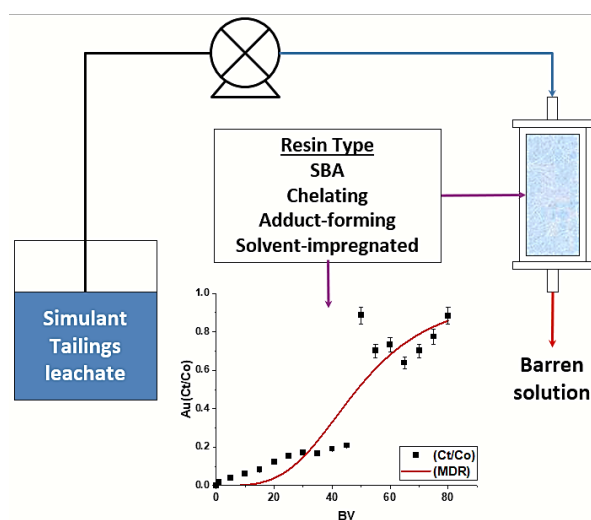 Resin Type
SBA
Chelating
Adduct-forming
Solvent-impregnated
Simulant
Tailings
leachate
Barren
solution
Au(Ct/Co)
1.0
0.8
0.6
0.4
0.2
0.0
0 20 40 60 80
BV
(Ct/Co)
(MDR)